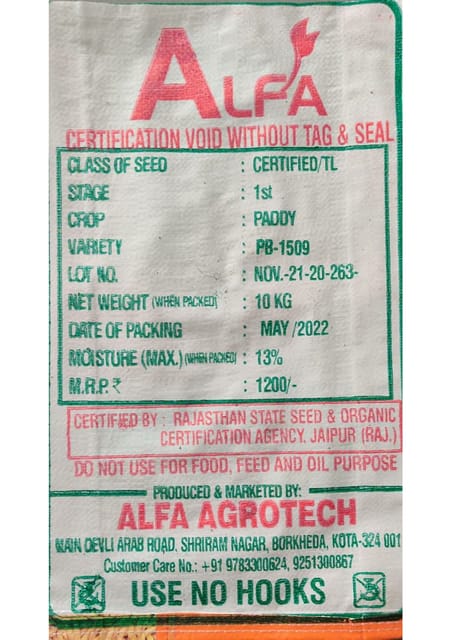 ALFA
CERTIFICATION VOID WITHOUT TAG & SEAL
CLASS OF SEED : CERTIFIED/TL
STAGE : 1st
CROP : PADDY
VARIETY : PB-1509
LOT NO. : NOV.-21-20-263-
NET WEIGHT (WHEN PACKED) : 10 KG
DATE OF PACKING : MAY /2022
MOISTURE (MAX.) (WHEN PACKED) : 13%
M.R.P. ₹ : 1200/-
CERTIFIED BY : RAJASTHAN STATE SEED & ORGANIC
CERTIFICATION AGENCY, JAIPUR (RAJ.)
DO NOT USE FOR FOOD, FEED AND OIL PURPOSE
PRODUCED & MARKETED BY:
ALFA AGROTECH
MAIN DEVLI ARAB ROAD, SHRIRAM NAGAR, BORKHEDA, KOTA-324 001
Customer Care No.: +91 9783300624, 9251300867
USE NO HOOKS